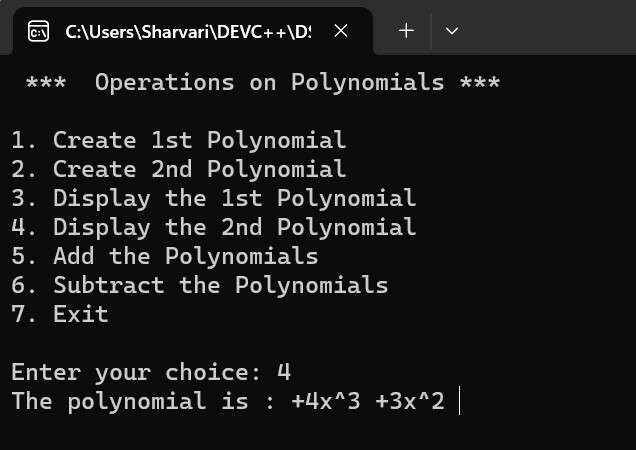 C:\Users\Sharvari\DEVC++\DS
*** Operations on Polynomials ***
1. Create 1st Polynomial
2. Create 2nd Polynomial
3. Display the 1st Polynomial
4. Display the 2nd Polynomial
5. Add the Polynomials
6. Subtract the Polynomials
7. Exit
Enter your choice: 4
The polynomial is : +4x^3 +3x^2